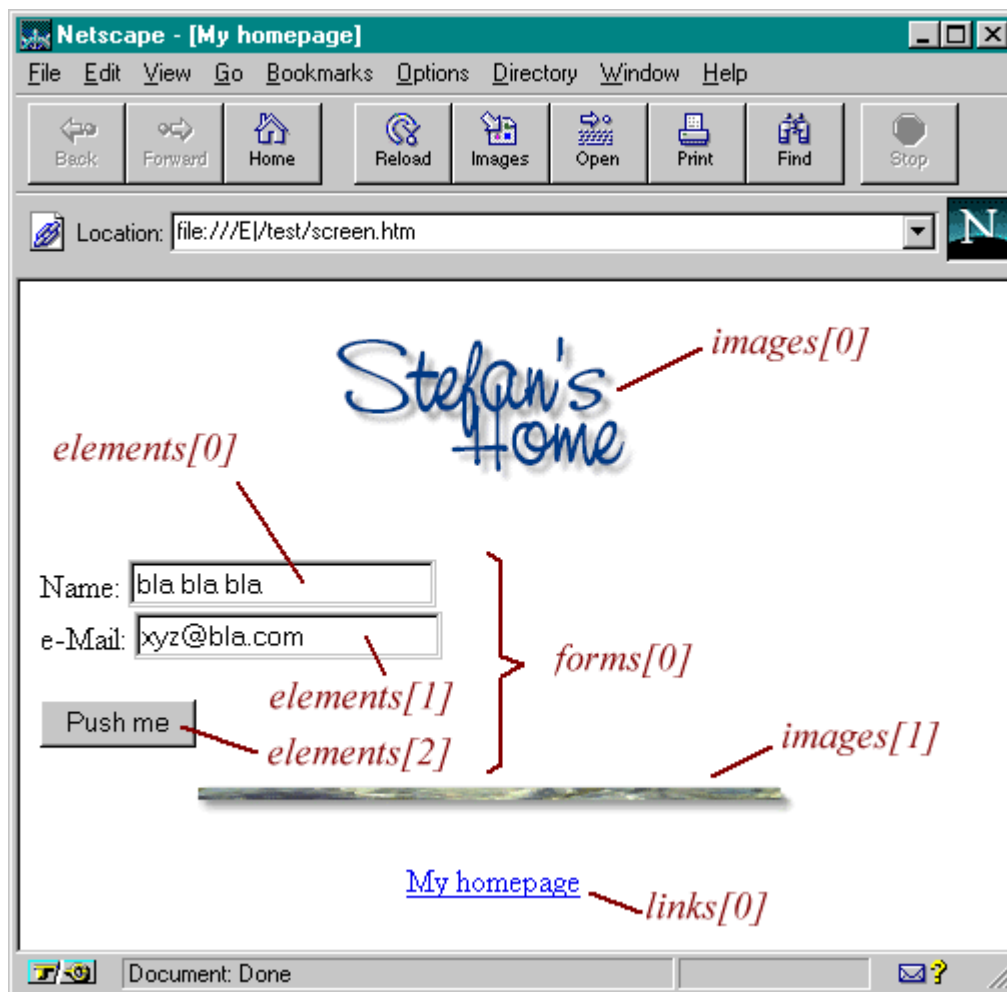 Netscape - [My homepage]
File Edit View Go Bookmarks Options Directory Window Help
Back Forward Home Reload Images Open Print Find Stop
Location: file:///E|/test/screen.htm
N
images[0]
Stefan's
Home
elements[0]
Name: bla bla bla
e-Mail: xyz@bla.com
forms[0]
elements[1]
Push me
elements[2]
images[1]
My homepage
links[0]
Document: Done